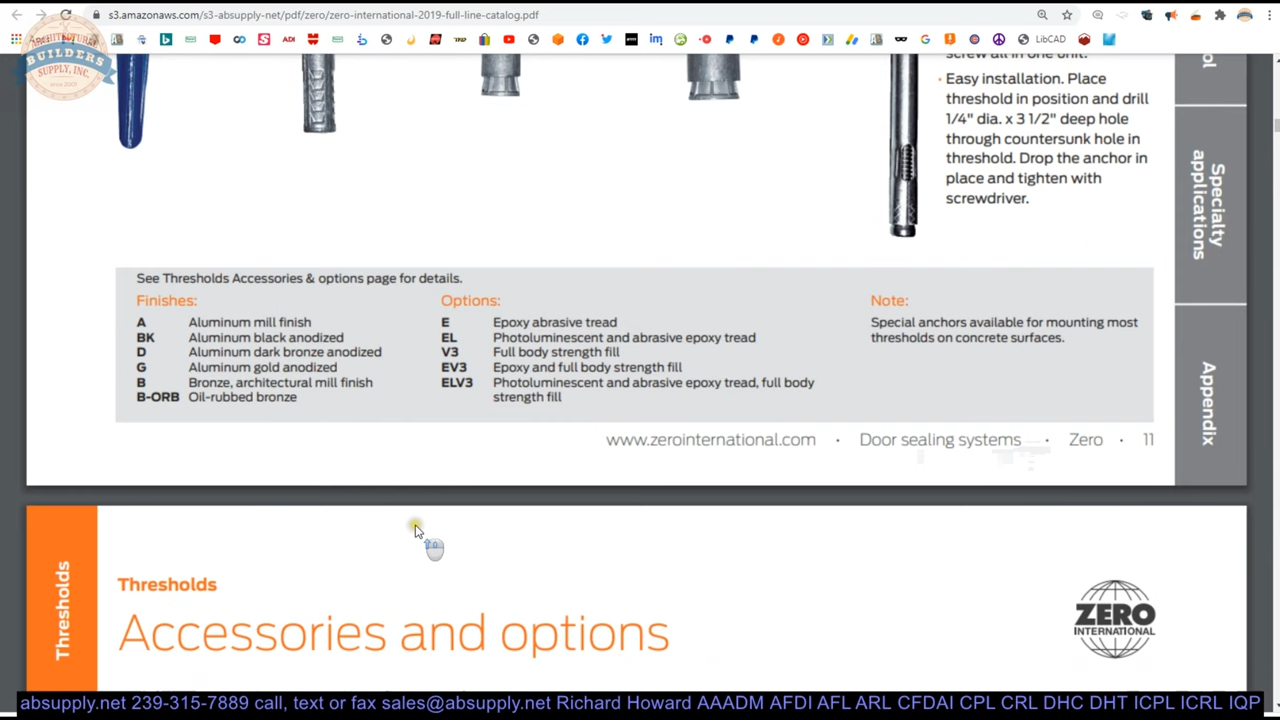 s3.amazonaws.com/s3-absupply-net/pdf/zero/zero-international-2019-full-line-catalog.pdf
LibCAD
ARCHITECTURAL
BUILDERS
SUPPLY, INC.
since 2003
screw all in one unit.
• Easy installation. Place
threshold in position and drill
1/4" dia. x 3 1/2" deep hole
through countersunk hole in
threshold. Drop the anchor in
place and tighten with
screwdriver.
Specialty
applications
Appendix
See Thresholds Accessories & options page for details.
Finishes:
A Aluminum mill finish
BK Aluminum black anodized
D Aluminum dark bronze anodized
G Aluminum gold anodized
B Bronze, architectural mill finish
B-ORB Oil-rubbed bronze
Options:
E Epoxy abrasive tread
EL Photoluminescent and abrasive epoxy tread
V3 Full body strength fill
EV3 Epoxy and full body strength fill
ELV3 Photoluminescent and abrasive epoxy tread, full body
strength fill
Note:
Special anchors available for mounting most
thresholds on concrete surfaces.
www.zerointernational.com • Door sealing systems • Zero • 11
Thresholds
Thresholds
Accessories and options
ZERO
INTERNATIONAL
absupply.net 239-315-7889 call, text or fax sales@absupply.net Richard Howard AAADM AFDI AFL ARL CFDAI CPL CRL DHC DHT ICPL ICRL IQP